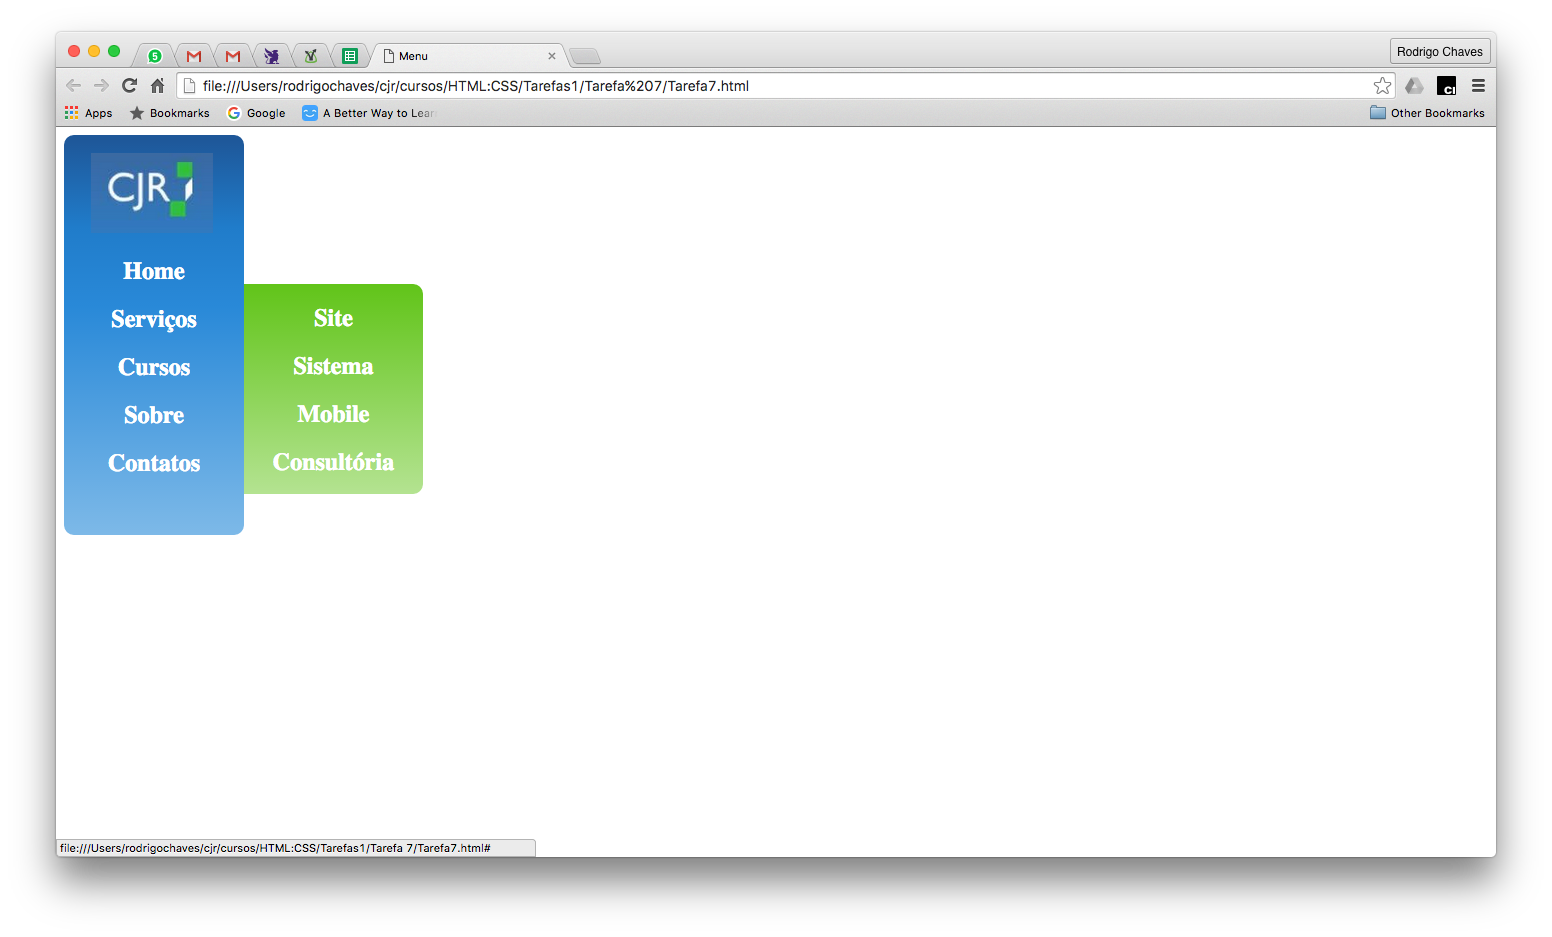 5
Menu
Rodrigo Chaves
file:///Users/rodrigochaves/cjr/cursos/HTML:CSS/Tarefas1/Tarefa%207/Tarefa7.html
CI
Apps
Bookmarks
Google
A Better Way to Lear
Other Bookmarks
CJR
Home
Serviços
Cursos
Sobre
Contatos
Site
Sistema
Mobile
Consultória
file:///Users/rodrigochaves/cjr/cursos/HTML:CSS/Tarefas1/Tarefa 7/Tarefa7.html#